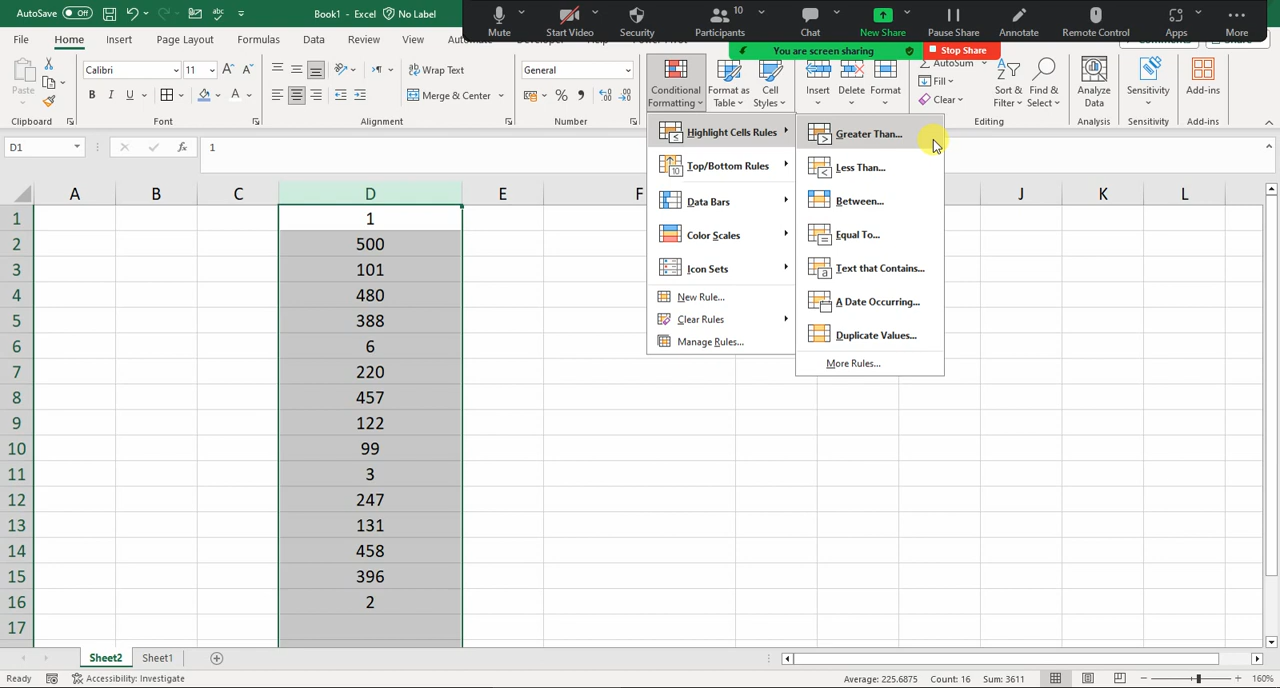 AutoSave Off Book1 - Excel No Label
Mute Start Video Security 10 Participants Chat New Share Pause Share Annotate Remote Control Apps More
You are screen sharing Stop Share
File Home Insert Page Layout Formulas Data Review View
Paste Calibri 11 Wrap Text General Conditional Formatting Format as Table Cell Styles Insert Delete Format AutoSum Sort & Filter Find & Select Analyze Data Sensitivity Add-ins
B I U A Merge & Center % Fill
Clear
Clipboard Font Alignment Number Editing Analysis Sensitivity Add-ins
D1 fx 1
Highlight Cells Rules
Top/Bottom Rules
Data Bars
Color Scales
Icon Sets
New Rule...
Clear Rules
Manage Rules...
Greater Than...
Less Than...
Between...
Equal To...
Text that Contains...
A Date Occurring...
Duplicate Values...
More Rules...
A B C D E F J K L
1 1
2 500
3 101
4 480
5 388
6 6
7 220
8 457
9 122
10 99
11 3
12 247
13 131
14 458
15 396
16 2
17
Sheet2 Sheet1
Ready Accessibility: Investigate Average: 225.6875 Count: 16 Sum: 3611 160%